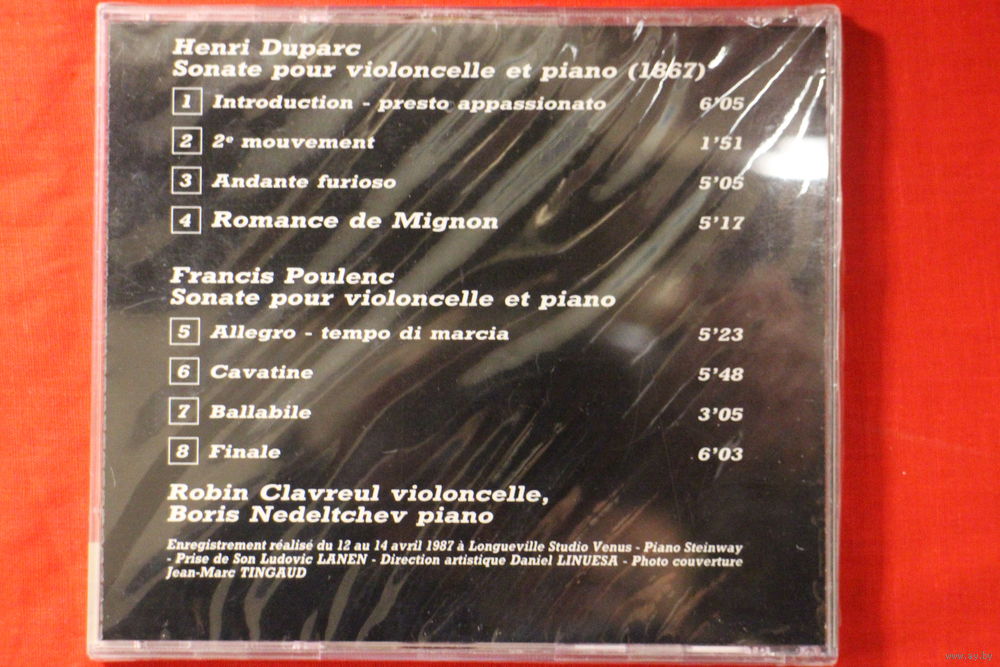 Henri Duparc
Sonate pour violoncelle et piano (1867)
1 Introduction - presto appassionato 6'05
2 2e mouvement 1'51
3 Andante furioso 5'05
4 Romance de Mignon 5'17
Francis Poulenc
Sonate pour violoncelle et piano
5 Allegro - tempo di marcia 5'23
6 Cavatine 5'48
7 Ballabile 3'05
8 Finale 6'03
Robin Clavreul violoncelle,
Boris Nedeltchev piano
Enregistrement réalisé du 12 au 14 avril 1987 à Longueville Studio Venus - Piano Steinway
- Prise de Son Ludovic LANEN - Direction artistique Daniel LINUESA - Photo couverture
Jean-Marc TINGAUD
www.ay.by